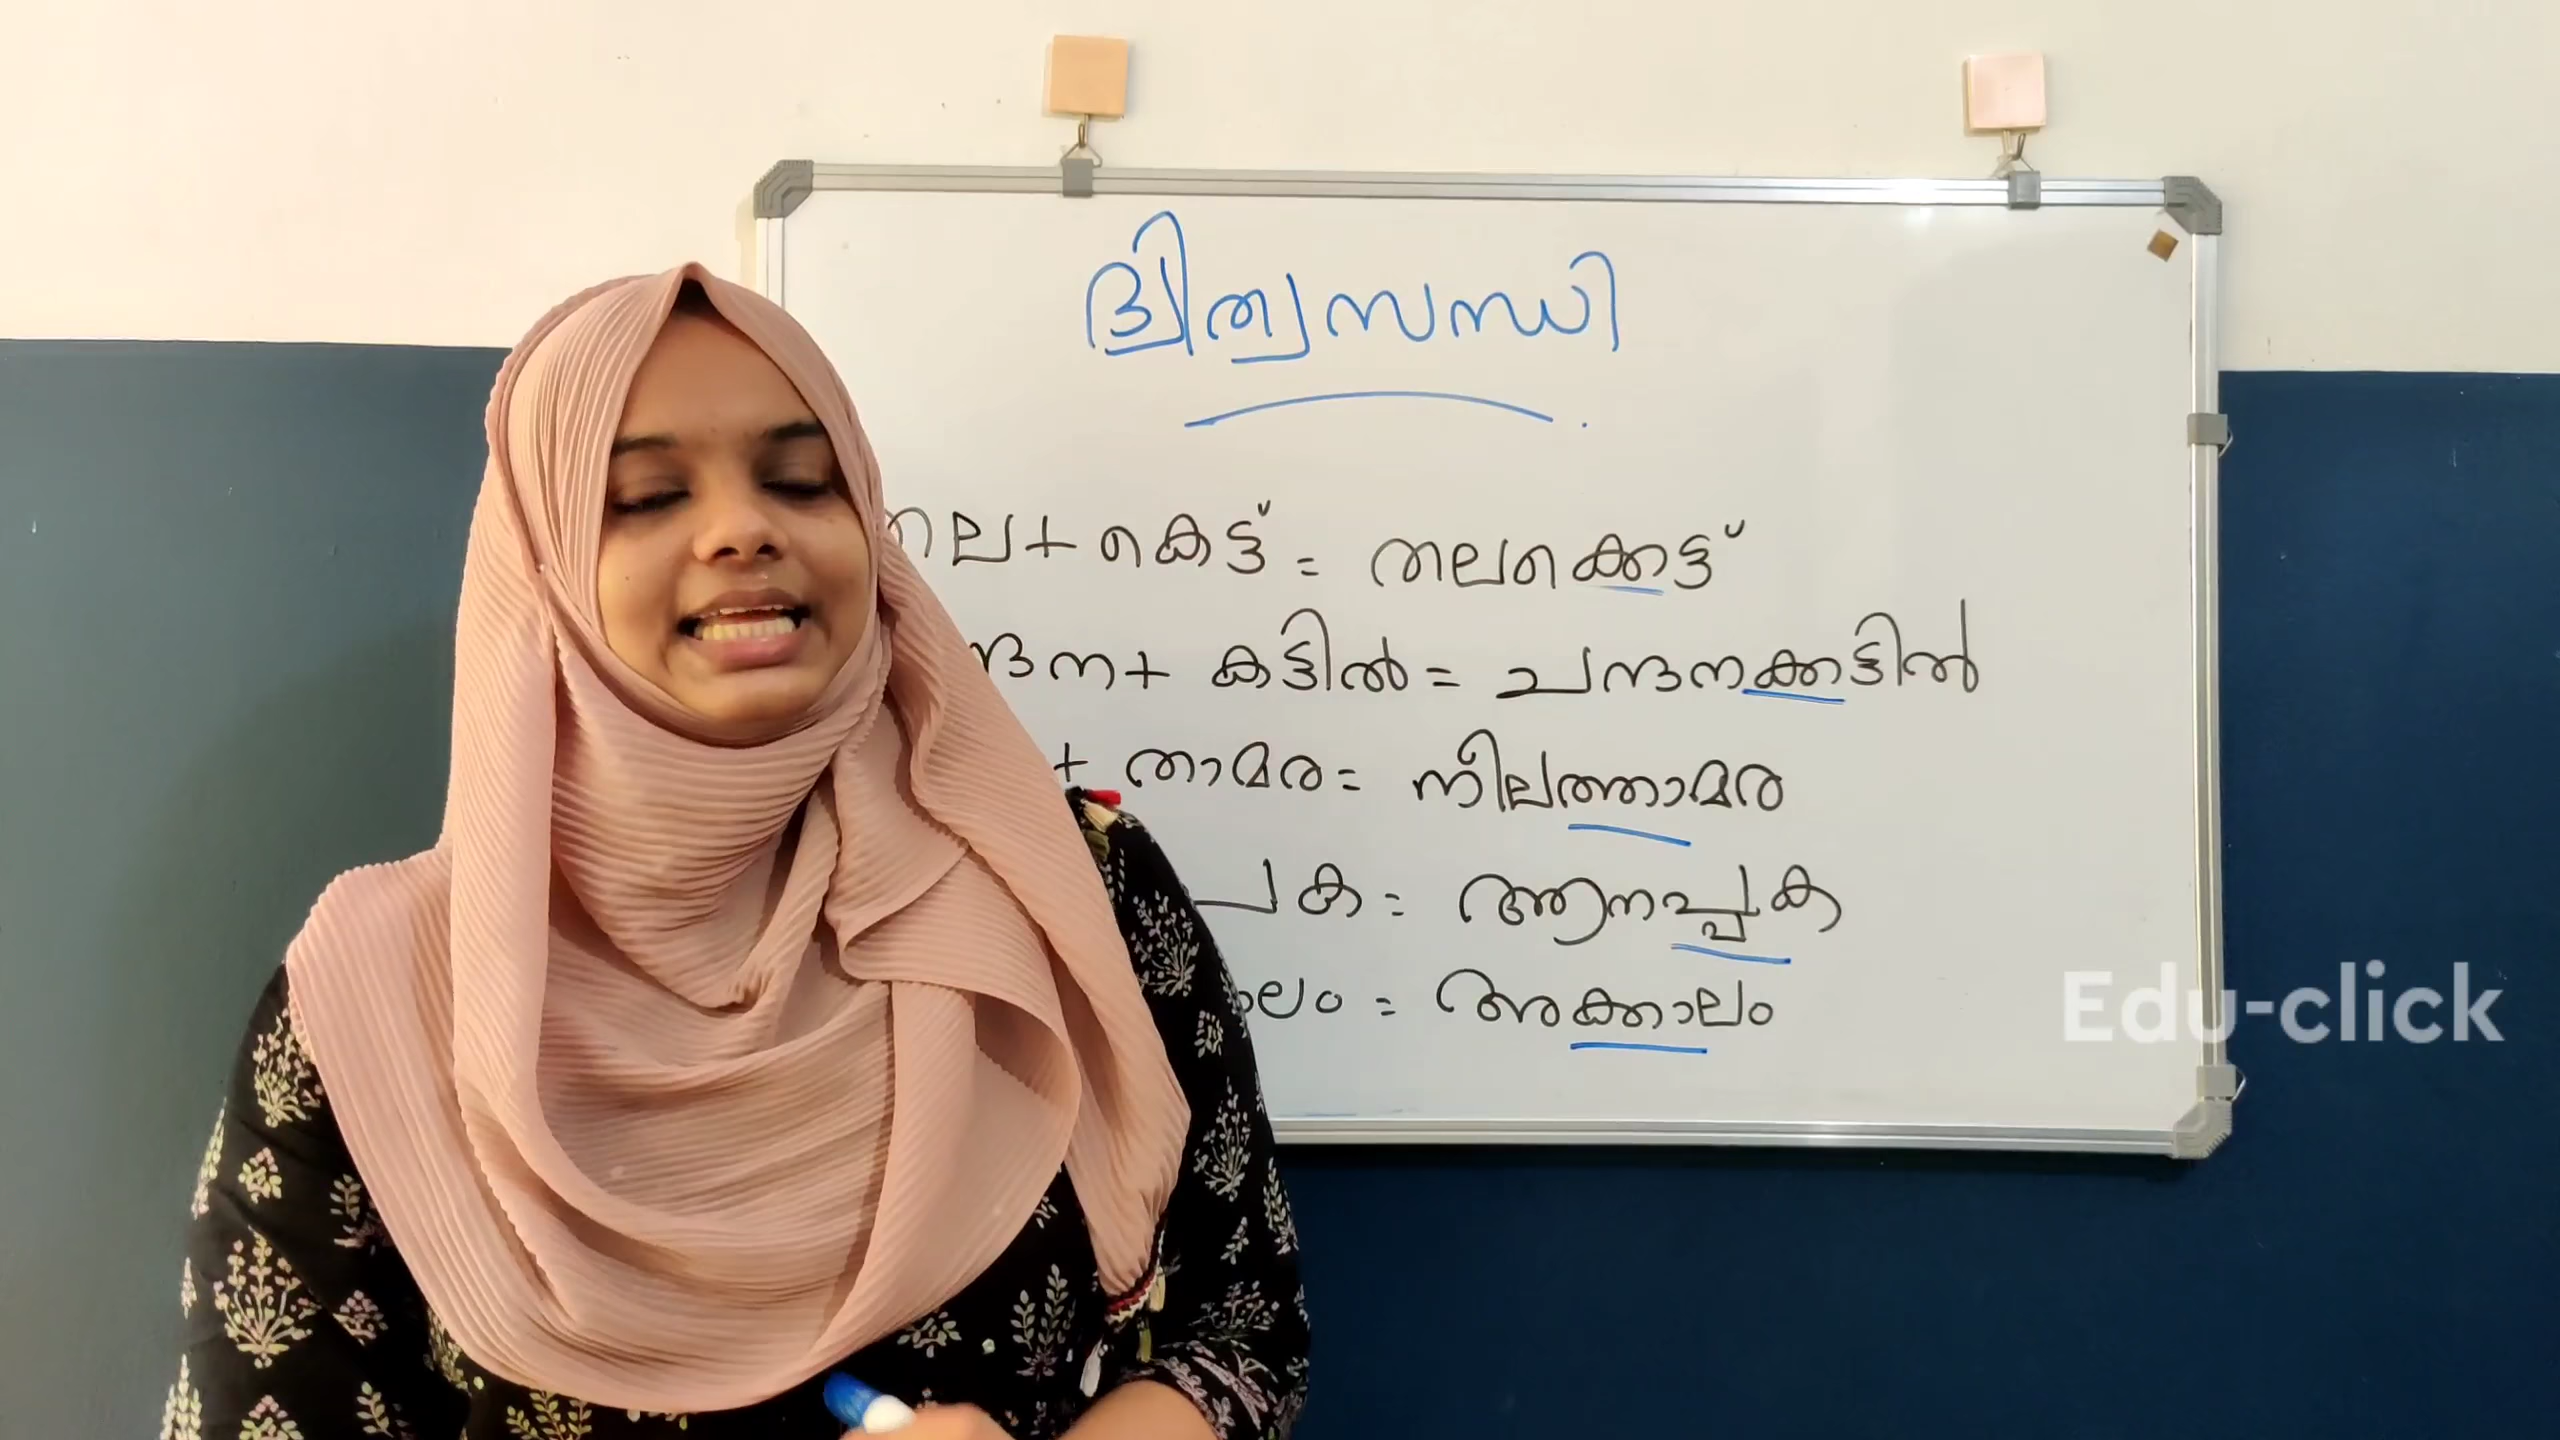 ദ്വിത്വസന്ധി
ല + കെട്ട് = തലക്കെട്ട്
ന്ദന + കട്ടിൽ = ചന്ദനക്കട്ടിൽ
+ താമര = നീലത്താമര
പക = ആനപ്പക
ാലം = അക്കാലം
Edu-click